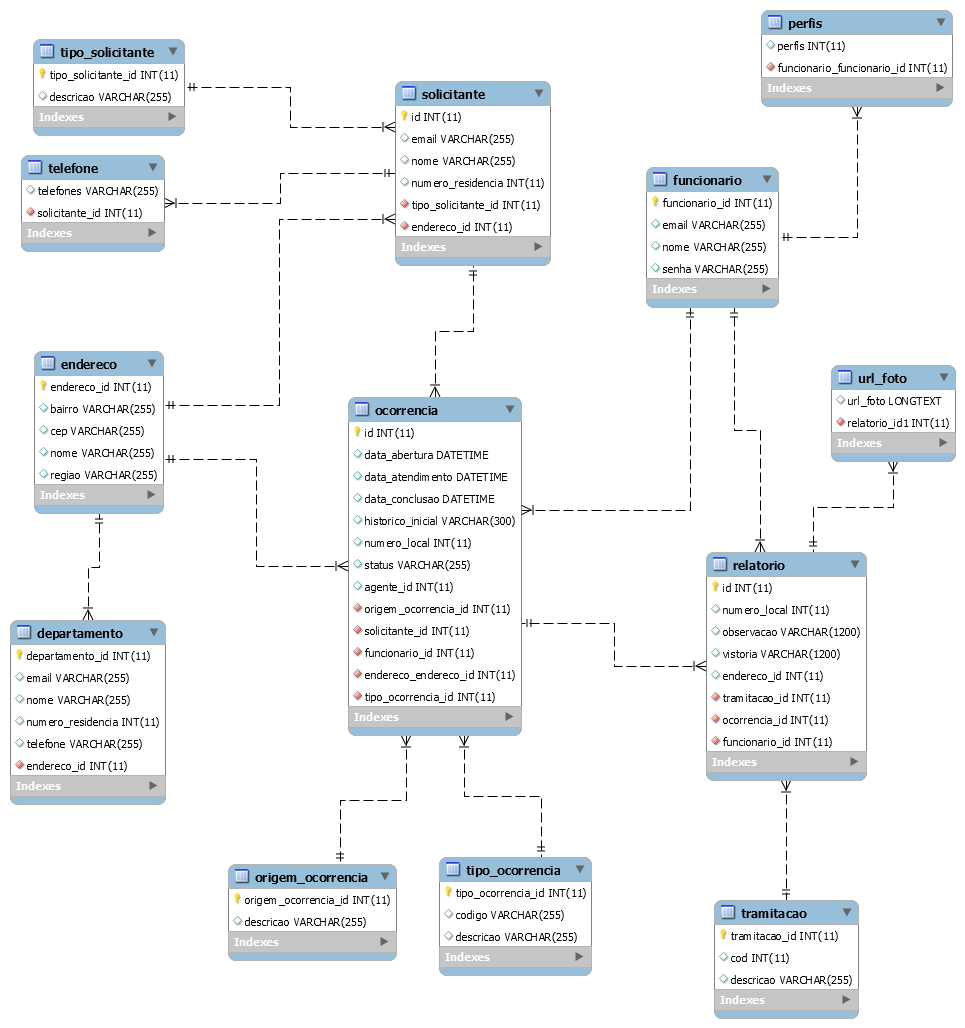 tipo_solicitante
tipo_solicitante_id INT(11)
descricao VARCHAR(255)
Indexes
telefone
telefones VARCHAR(255)
solicitante_id INT(11)
Indexes
solicitante
id INT(11)
email VARCHAR(255)
nome VARCHAR(255)
numero_residencia INT(11)
tipo_solicitante_id INT(11)
endereco_id INT(11)
Indexes
perfis
perfis INT(11)
funcionario_funcionario_id INT(11)
Indexes
funcionario
funcionario_id INT(11)
email VARCHAR(255)
nome VARCHAR(255)
senha VARCHAR(255)
Indexes
endereco
endereco_id INT(11)
bairro VARCHAR(255)
cep VARCHAR(255)
nome VARCHAR(255)
regiao VARCHAR(255)
Indexes
ocorrencia
id INT(11)
data_abertura DATETIME
data_atendimento DATETIME
data_conclusao DATETIME
historico_inicial VARCHAR(300)
numero_local INT(11)
status VARCHAR(255)
agente_id INT(11)
origem_ocorrencia_id INT(11)
solicitante_id INT(11)
funcionario_id INT(11)
endereco_endereco_id INT(11)
tipo_ocorrencia_id INT(11)
Indexes
url_foto
url_foto LONGTEXT
relatorio_id1 INT(11)
Indexes
relatorio
id INT(11)
numero_local INT(11)
observacao VARCHAR(1200)
vistoria VARCHAR(1200)
endereco_id INT(11)
tramitacao_id INT(11)
ocorrencia_id INT(11)
funcionario_id INT(11)
Indexes
departamento
departamento_id INT(11)
email VARCHAR(255)
nome VARCHAR(255)
numero_residencia INT(11)
telefone VARCHAR(255)
endereco_id INT(11)
Indexes
origem_ocorrencia
origem_ocorrencia_id INT(11)
descricao VARCHAR(255)
Indexes
tipo_ocorrencia
tipo_ocorrencia_id INT(11)
codigo VARCHAR(255)
descricao VARCHAR(255)
Indexes
tramitacao
tramitacao_id INT(11)
cod INT(11)
descricao VARCHAR(255)
Indexes